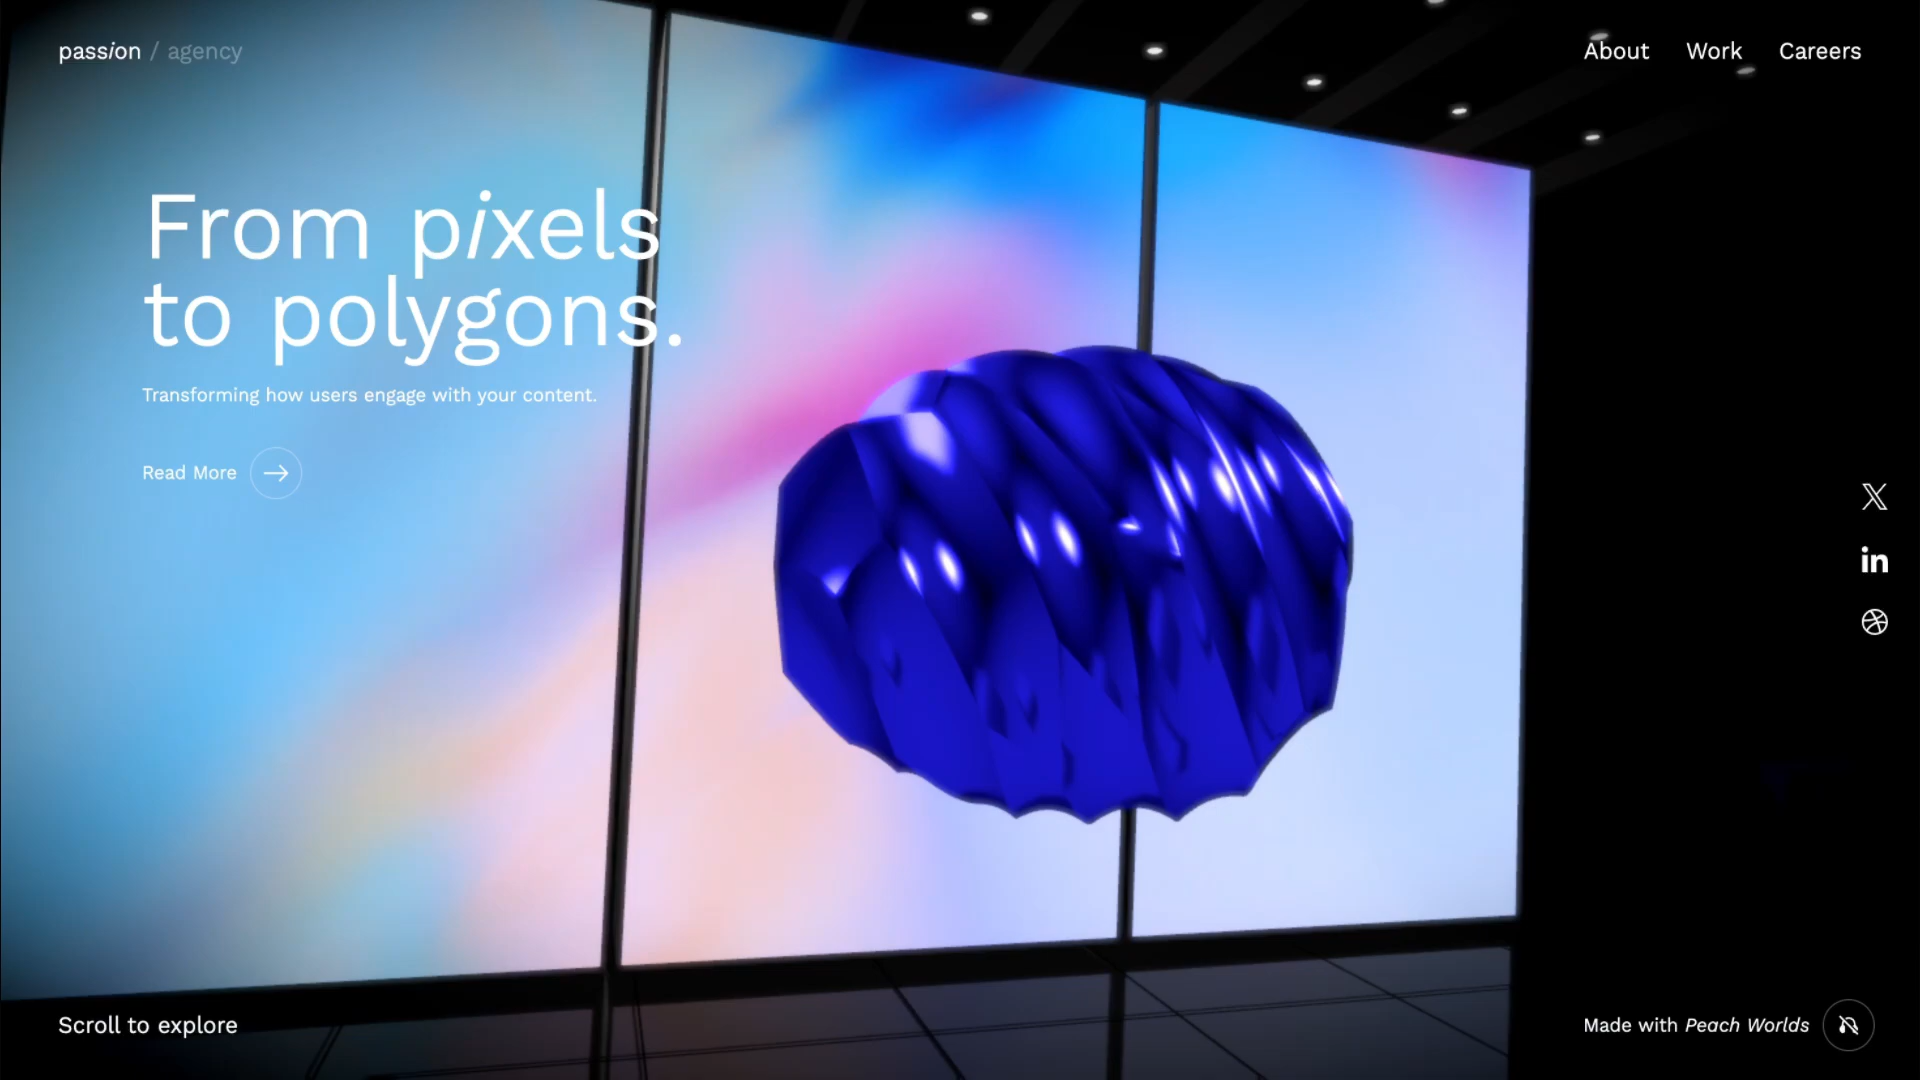 passion / agency
About
Work
Careers
From pixels
to polygons.
Transforming how users engage with your content.
Read More
in
Scroll to explore
Made with Peach Worlds